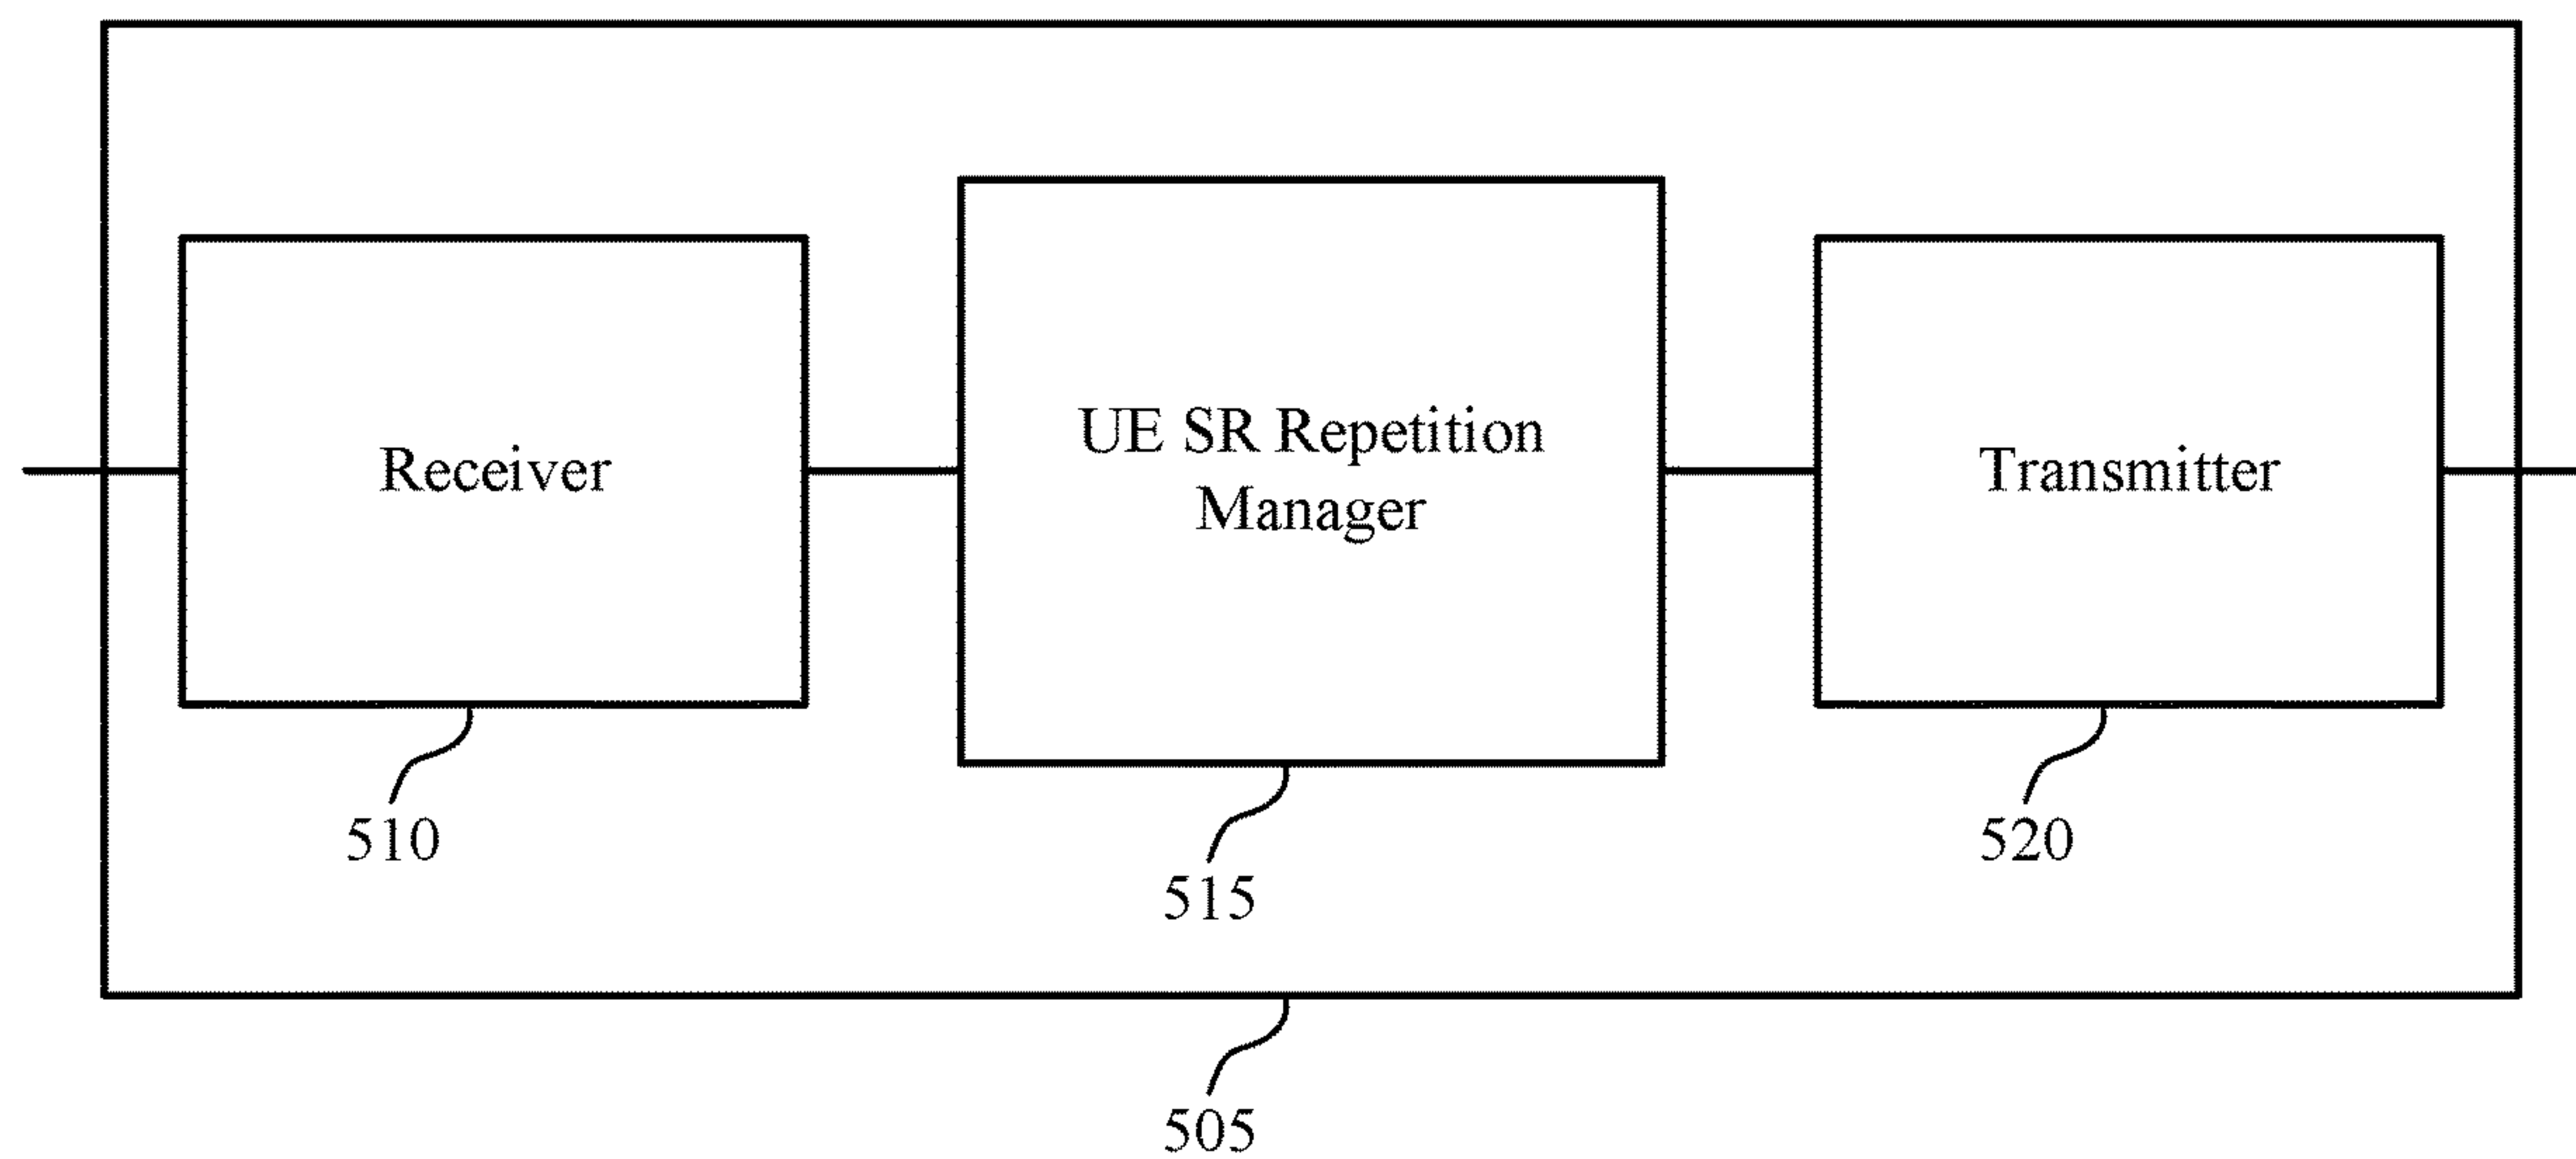 Receiver
UE SR Repetition
Manager
Transmitter
510
515
520
505